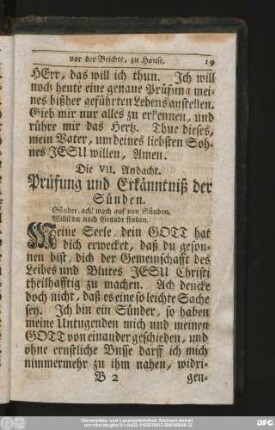 vor der Beichte, zu Hause. 19
HErr, das will ich thun. Ich will
noch heute eine genaue Prüfung mei-
nes bißher geführten Lebens anstellen.
Gieb mir nur alles zu erkennen, und
rühre mir das Hertz. Thue dieses,
mein Vater, um deines liebsten Soh-
nes JESU willen, Amen.
Die VII. Andacht.
Prüfung und Erkänntniß der
Sünden.
Sünder, ach! wach auf von Sünden,
Willst du noch Genade finden.
Meine Seele, dein GOTT hat
dich erwecket, daß du geson-
nen bist, dich der Gemeinschafft des
Leibes und Blutes JESU Christi
theilhafftig zu machen. Ach dencke
doch nicht, daß es eine so leichte Sache
sey. Ich bin ein Sünder, so haben
meine Untugenden mich und meinen
GOTT von einander geschieden, und
ohne ernstliche Busse darff ich mich
nimmermehr zu ihm nahen, widri-
B 2 gen-